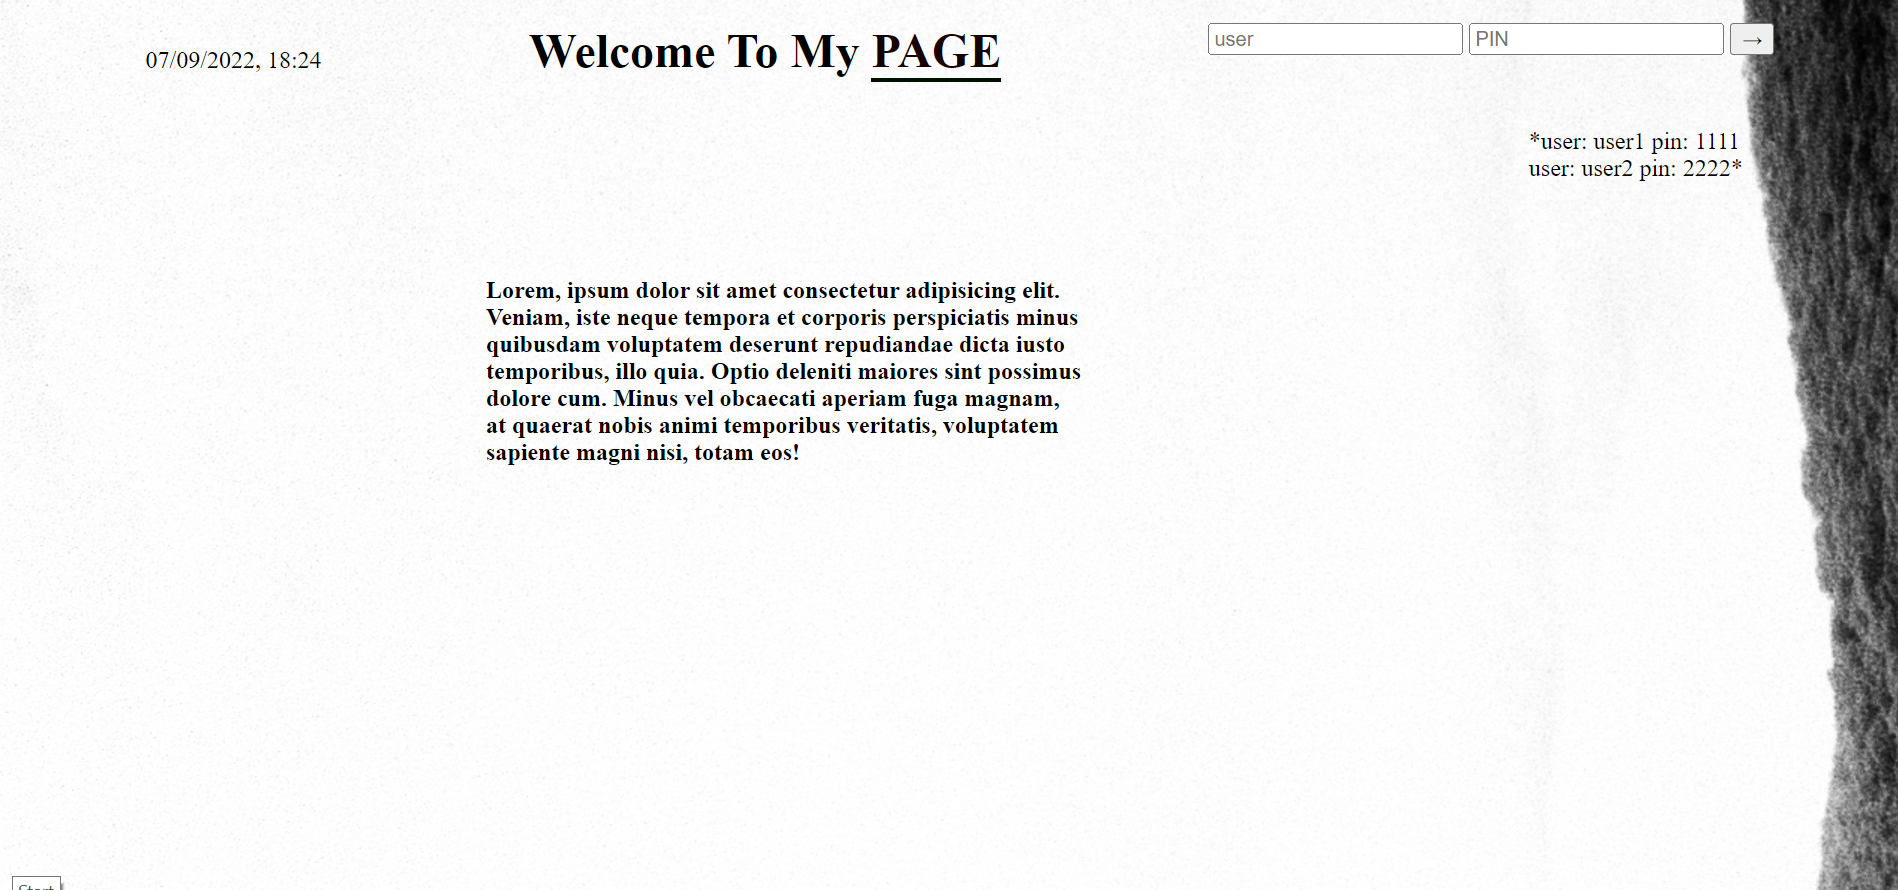 07/09/2022, 18:24
Welcome To My PAGE
user
PIN
→
*user: user1 pin: 1111
user: user2 pin: 2222*
Lorem, ipsum dolor sit amet consectetur adipisicing elit.
Veniam, iste neque tempora et corporis perspiciatis minus
quibusdam voluptatem deserunt repudiandae dicta iusto
temporibus, illo quia. Optio deleniti maiores sint possimus
dolore cum. Minus vel obcaecati aperiam fuga magnam,
at quaerat nobis animi temporibus veritatis, voluptatem
sapiente magni nisi, totam eos!
Start